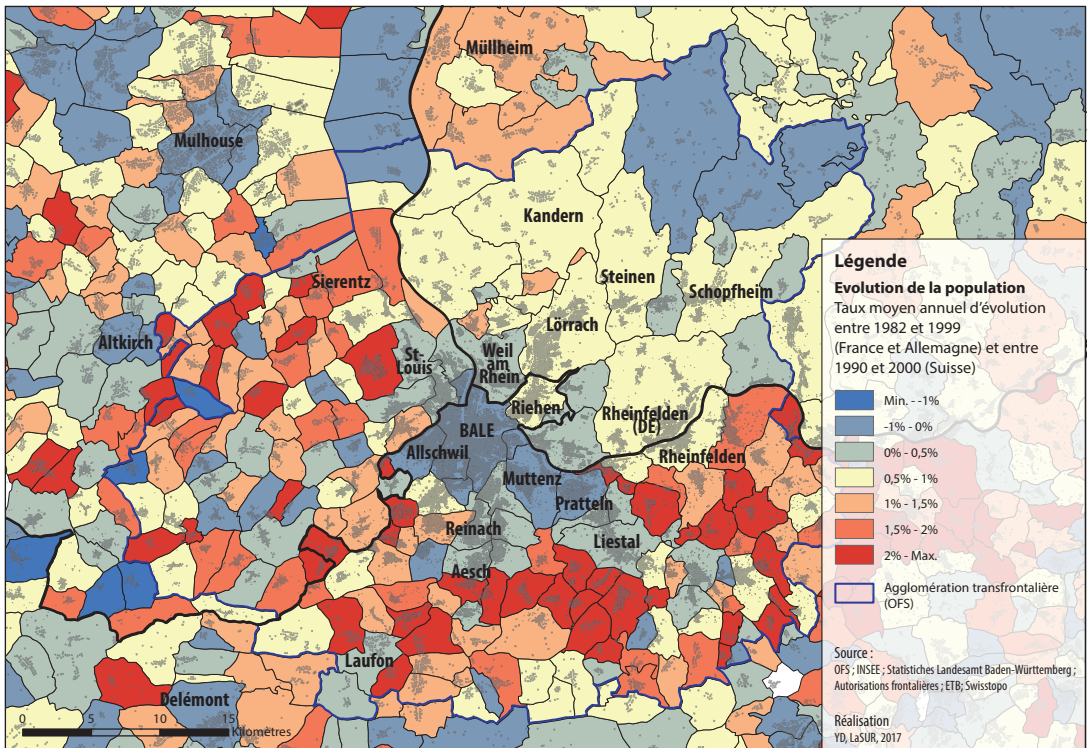 Müllheim
Mulhouse
Kandern
Steinen
Sierentz
Schopfheim
Lörrach
Altkirch
St-
Louis
Weil
am
Rhein
Riehen
Rheinfelden
(DE)
BALE
Allschwil
Rheinfelden
Muttenz
Pratteln
Reinach
Liestal
Aesch
Laufon
Delémont
0 5 10 15
Kilomètres
Légende
Evolution de la population
Taux moyen annuel d'évolution
entre 1982 et 1999
(France et Allemagne) et entre
1990 et 2000 (Suisse)
Min. - -1%
-1% - 0%
0% - 0,5%
0,5% - 1%
1% - 1,5%
1,5% - 2%
2% - Max.
Agglomération transfrontalière
(OFS)
Source :
OFS ; INSEE ; Statistiches Landesamt Baden-Württemberg ;
Autorisations frontalières ; ETB; Swisstopo
Réalisation
YD, LaSUR, 2017